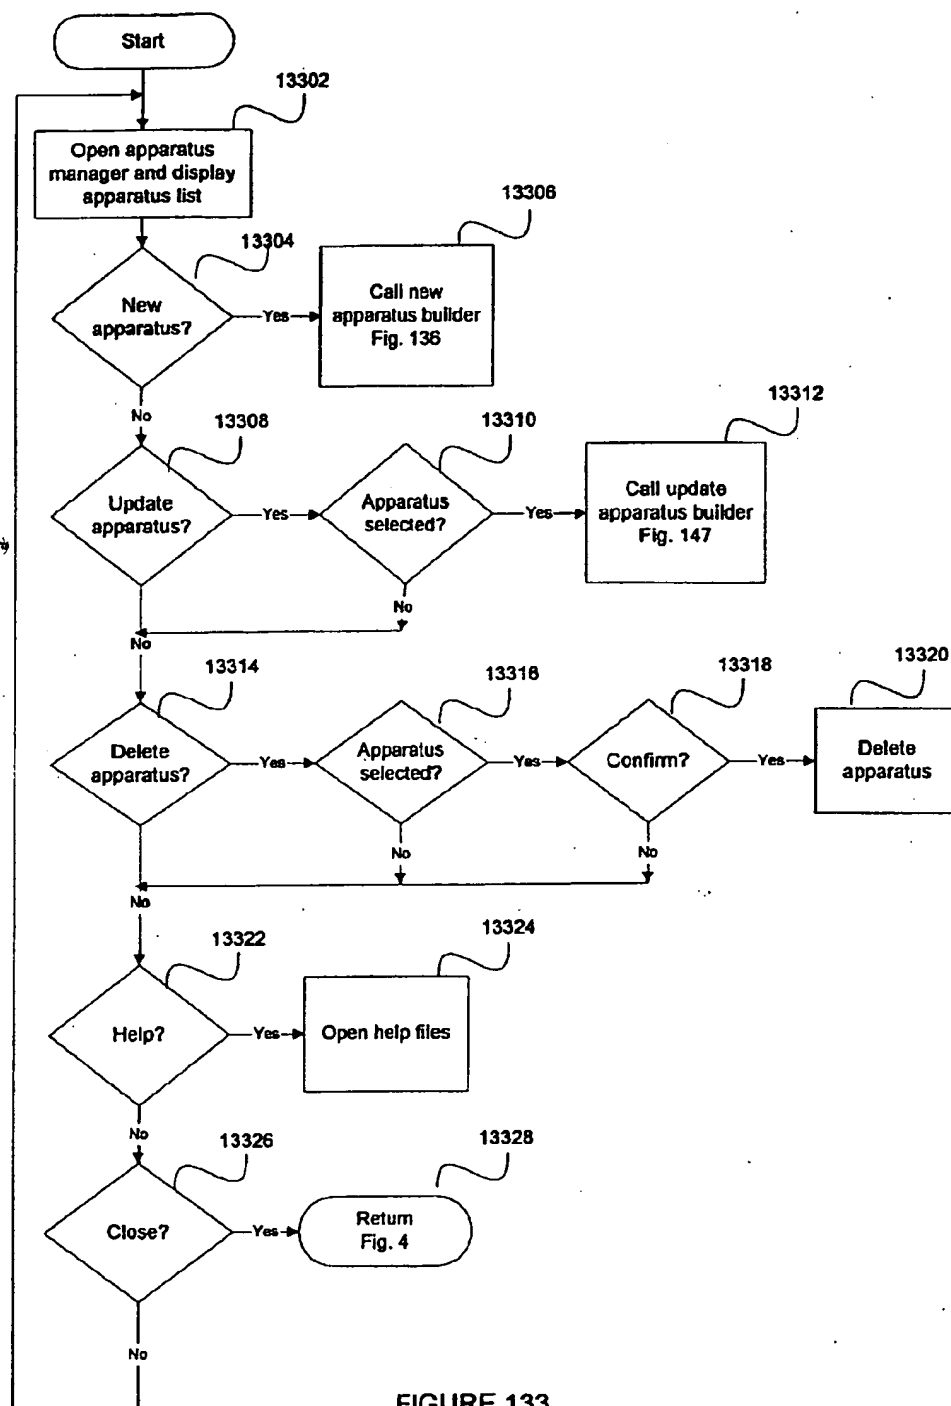 Start
13302
Open apparatus
manager and display
apparatus list
13304
New
apparatus?
Yes
13306
Call new
apparatus builder
Fig. 136
No
13308
Update
apparatus?
Yes
13310
Apparatus
selected?
Yes
13312
Call update
apparatus builder
Fig. 147
No
No
13314
Delete
apparatus?
Yes
13316
Apparatus
selected?
Yes
13318
Confirm?
Yes
13320
Delete
apparatus
No
No
No
13322
Help?
Yes
13324
Open help files
No
13326
Close?
Yes
13328
Return
Fig. 4
No
FIGURE 133